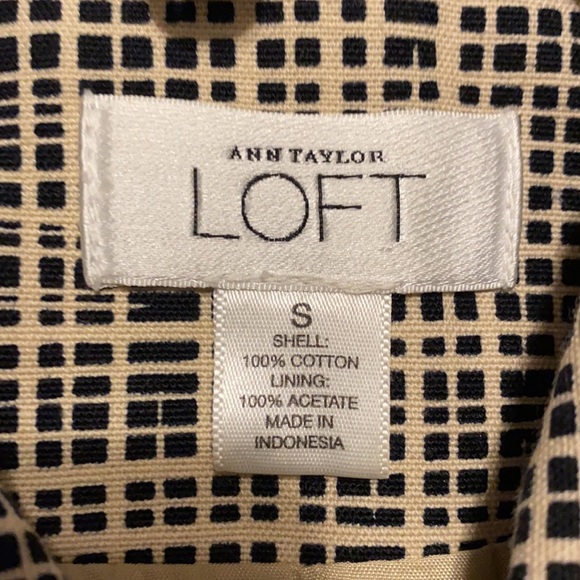 ANN TAYLOR
LOFT
S
SHELL:
100% COTTON
LINING:
100% ACETATE
MADE IN
INDONESIA